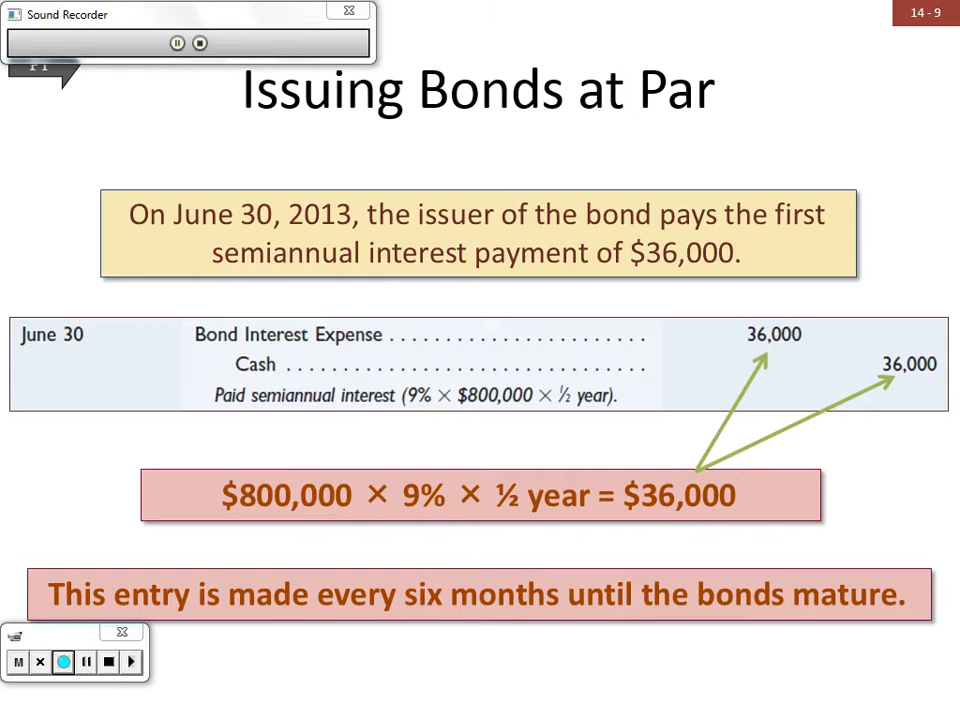 Sound Recorder
14 - 9
P1
Issuing Bonds at Par
On June 30, 2013, the issuer of the bond pays the first
semiannual interest payment of $36,000.
June 30 Bond Interest Expense . . . . . . . . . . . . . . . . . . . . . . . 36,000
Cash . . . . . . . . . . . . . . . . . . . . . . . . . . . . . . . . 36,000
Paid semiannual interest (9% × $800,000 × ½ year).
$800,000 × 9% × ½ year = $36,000
This entry is made every six months until the bonds mature.
M